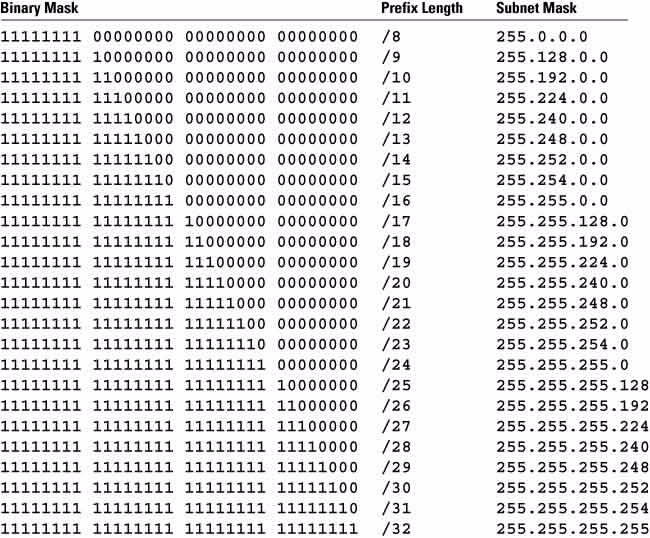 Binary Mask Prefix Length Subnet Mask
11111111 00000000 00000000 00000000 /8 255.0.0.0
11111111 10000000 00000000 00000000 /9 255.128.0.0
11111111 11000000 00000000 00000000 /10 255.192.0.0
11111111 11100000 00000000 00000000 /11 255.224.0.0
11111111 11110000 00000000 00000000 /12 255.240.0.0
11111111 11111000 00000000 00000000 /13 255.248.0.0
11111111 11111100 00000000 00000000 /14 255.252.0.0
11111111 11111110 00000000 00000000 /15 255.254.0.0
11111111 11111111 00000000 00000000 /16 255.255.0.0
11111111 11111111 10000000 00000000 /17 255.255.128.0
11111111 11111111 11000000 00000000 /18 255.255.192.0
11111111 11111111 11100000 00000000 /19 255.255.224.0
11111111 11111111 11110000 00000000 /20 255.255.240.0
11111111 11111111 11111000 00000000 /21 255.255.248.0
11111111 11111111 11111100 00000000 /22 255.255.252.0
11111111 11111111 11111110 00000000 /23 255.255.254.0
11111111 11111111 11111111 00000000 /24 255.255.255.0
11111111 11111111 11111111 10000000 /25 255.255.255.128
11111111 11111111 11111111 11000000 /26 255.255.255.192
11111111 11111111 11111111 11100000 /27 255.255.255.224
11111111 11111111 11111111 11110000 /28 255.255.255.240
11111111 11111111 11111111 11111000 /29 255.255.255.248
11111111 11111111 11111111 11111100 /30 255.255.255.252
11111111 11111111 11111111 11111110 /31 255.255.255.254
11111111 11111111 11111111 11111111 /32 255.255.255.255